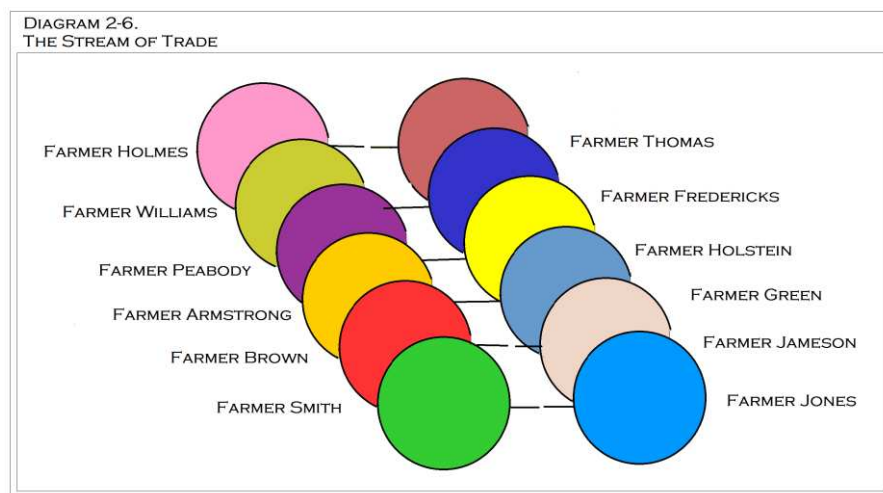 Diagram 2-6.
The Stream of Trade
Farmer Holmes
Farmer Thomas
Farmer Williams
Farmer Fredericks
Farmer Peabody
Farmer Holstein
Farmer Armstrong
Farmer Green
Farmer Brown
Farmer Jameson
Farmer Smith
Farmer Jones